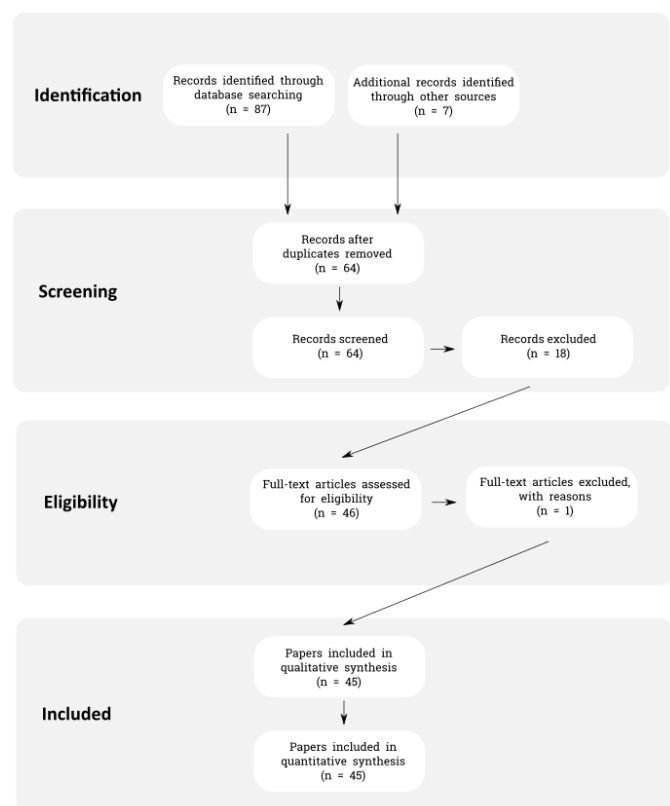 Identification
Records identified through
database searching
(n = 87)
Additional records identified
through other sources
(n = 7)
Screening
Records after
duplicates removed
(n = 64)
Records screened
(n = 64)
Records excluded
(n = 18)
Eligibility
Full-text articles assessed
for eligibility
(n = 46)
Full-text articles excluded,
with reasons
(n = 1)
Included
Papers included in
qualitative synthesis
(n = 45)
Papers included in
quantitative synthesis
(n = 45)